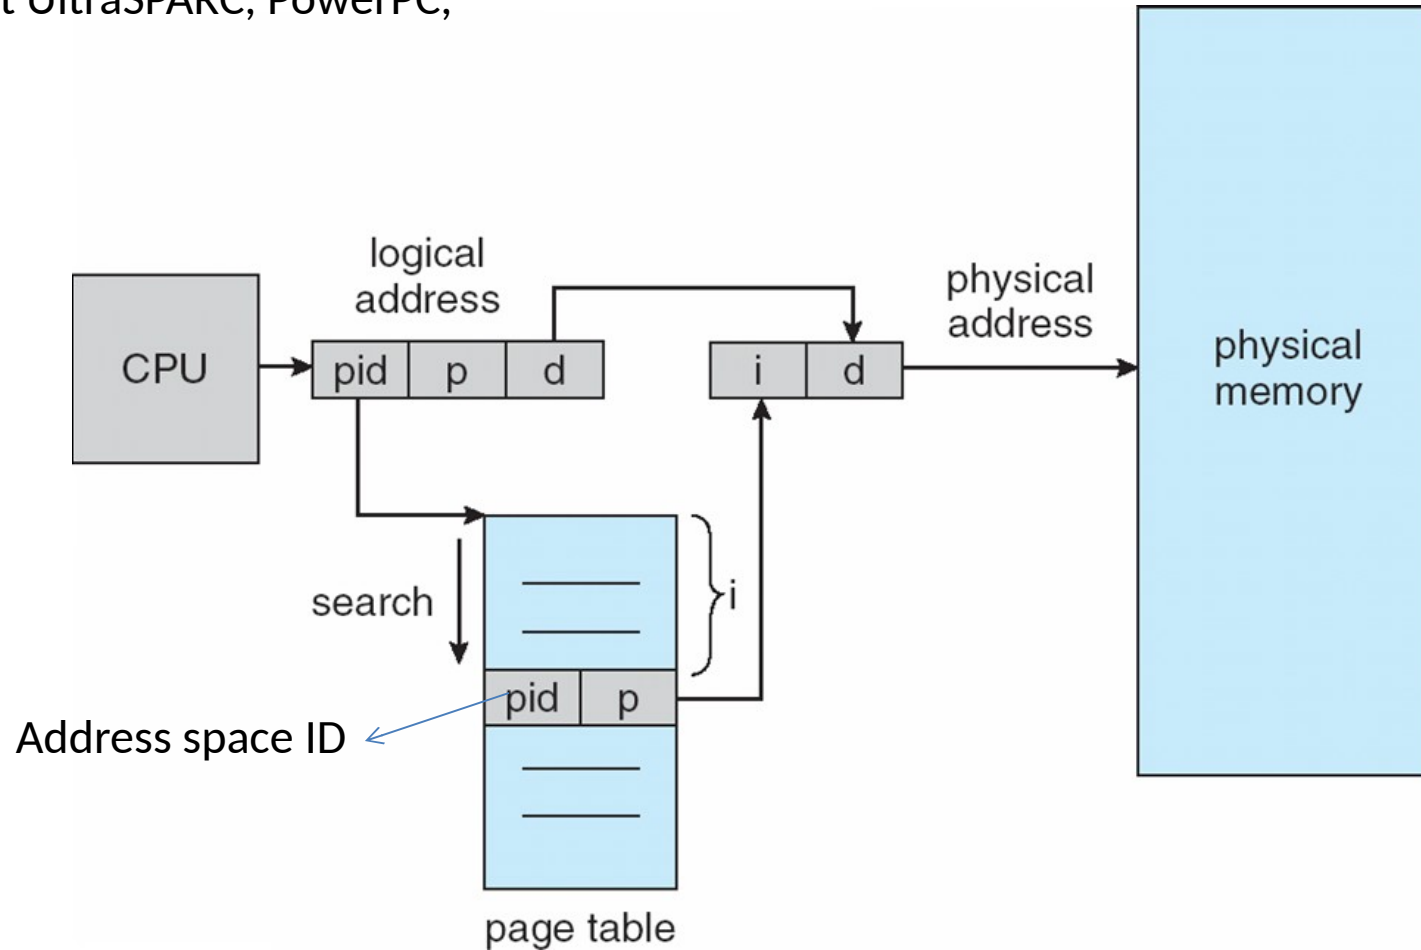 t UltraSPARC, PowerPC,
logical
address
physical
address
CPU
pid p d
i d
physical
memory
search
i
pid p
Address space ID
page table